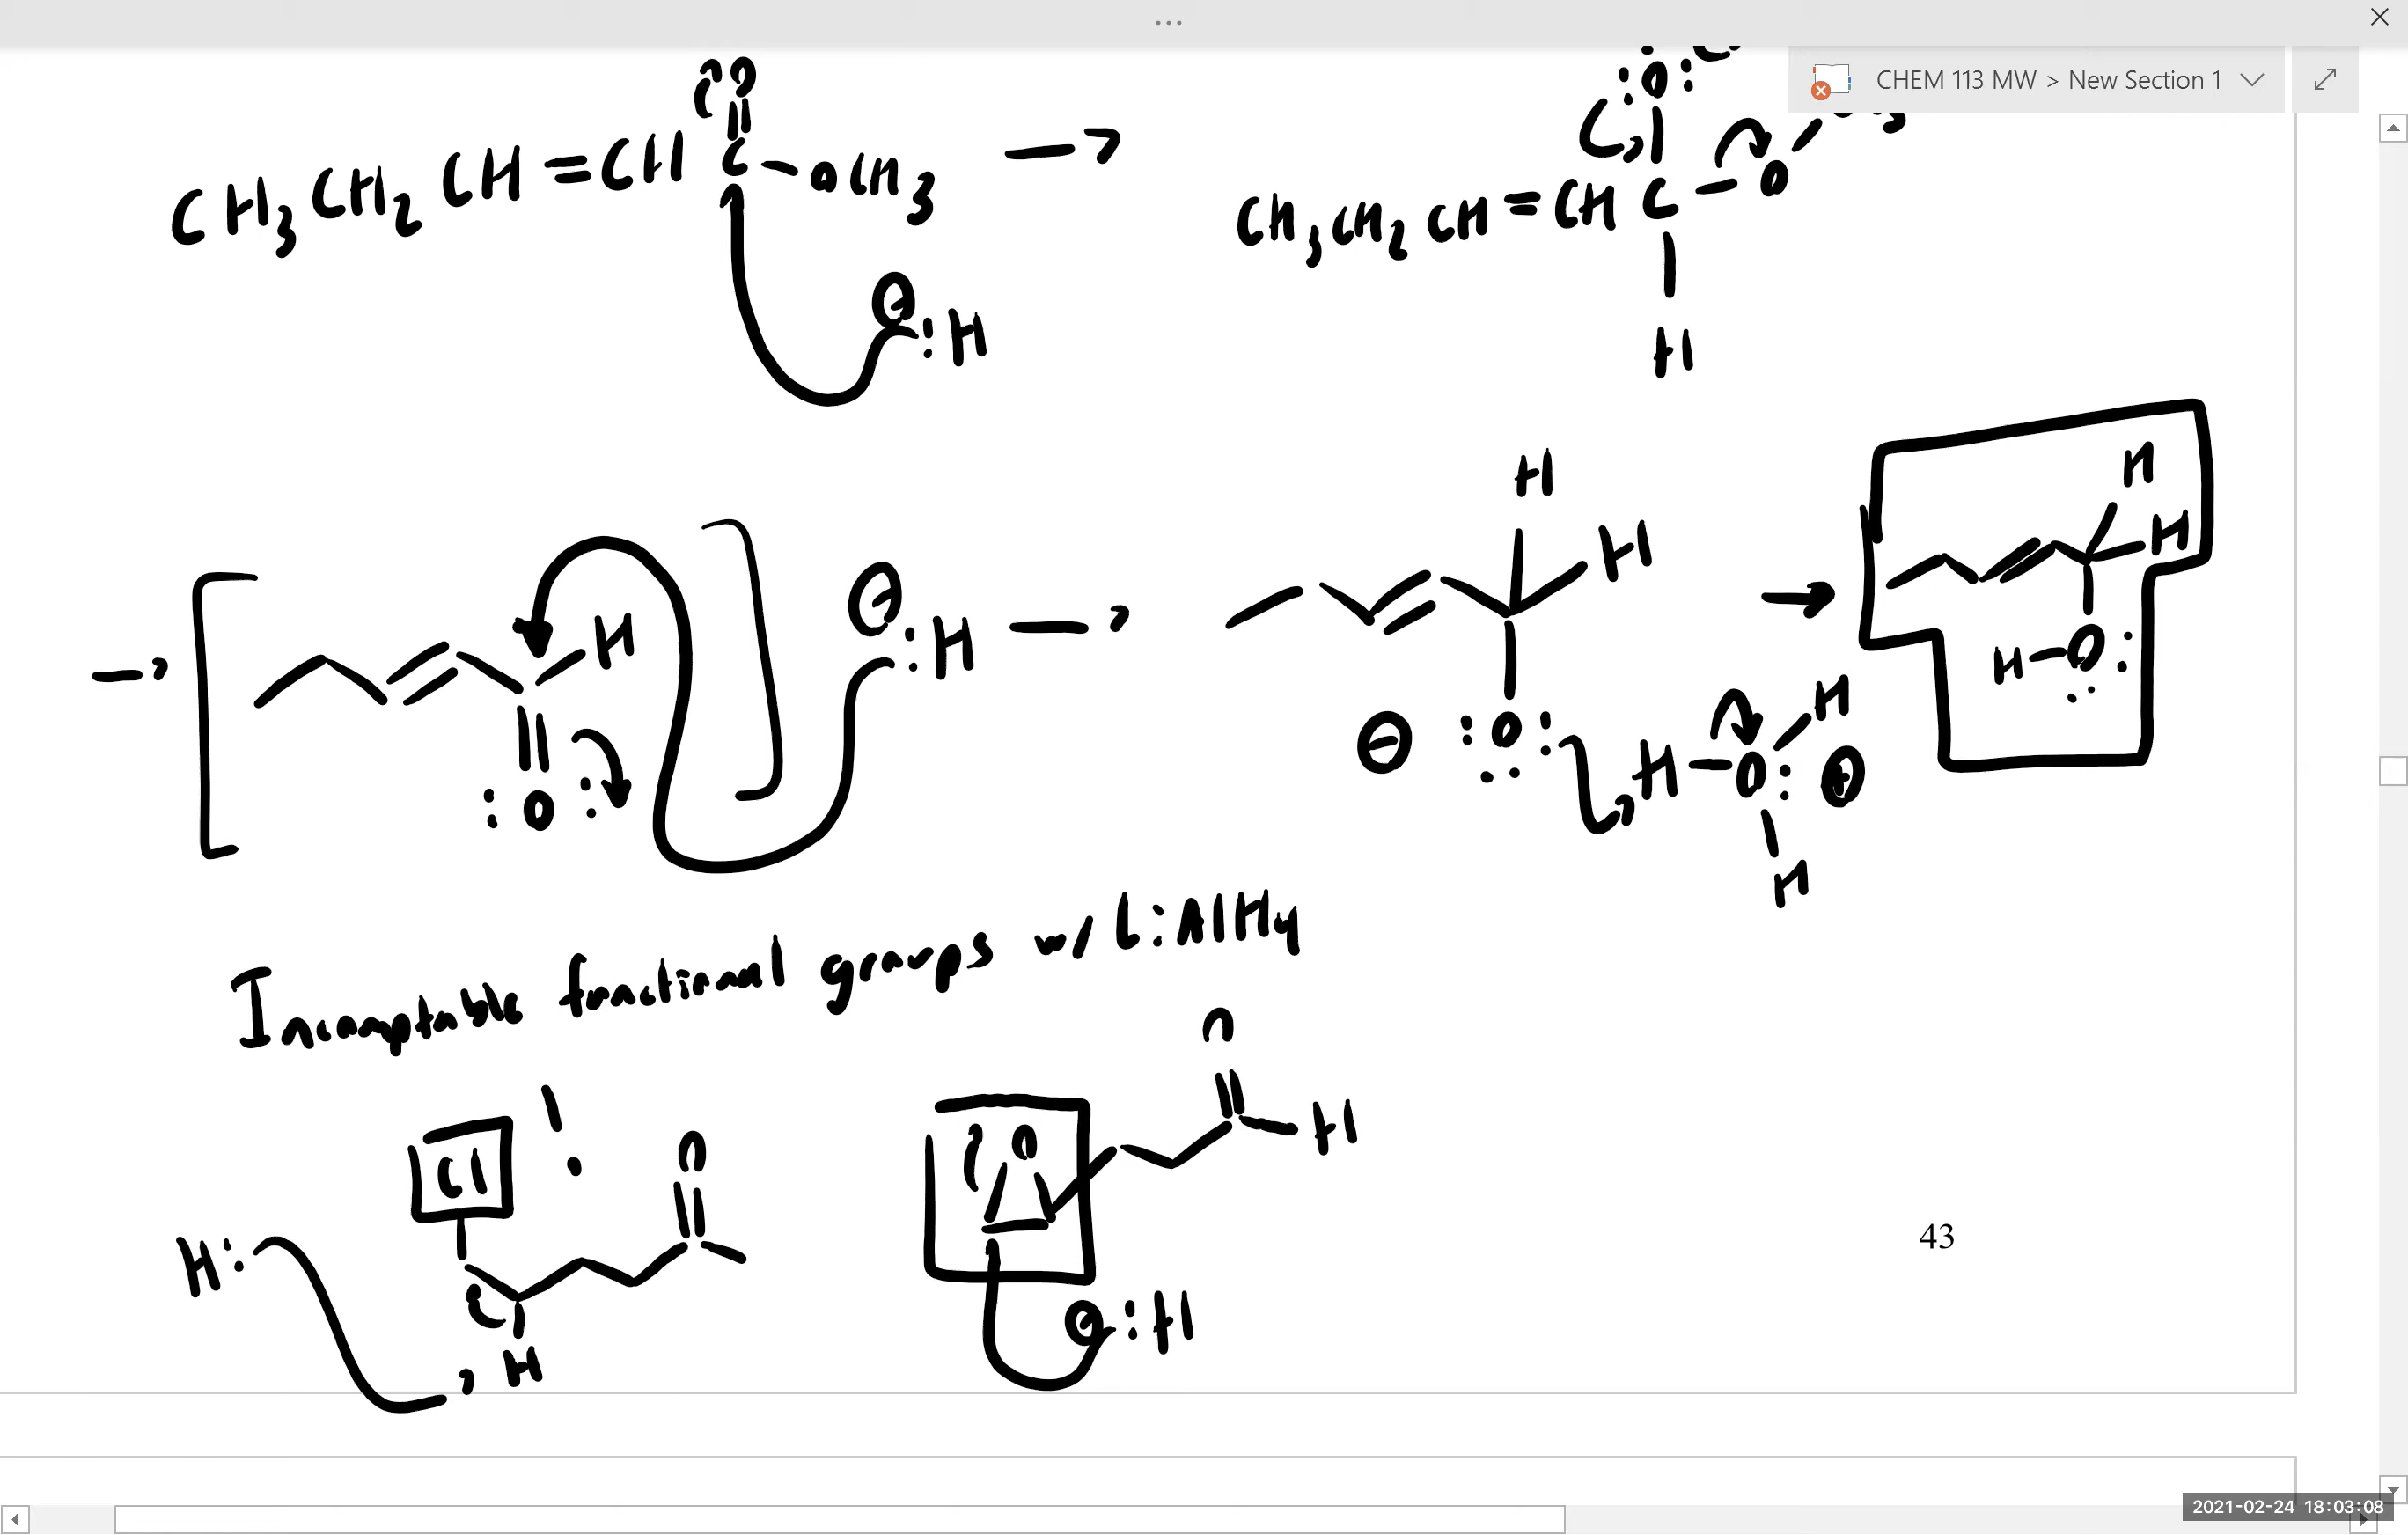 CHEM 113 MW > New Section 1
CH3CH2CH=CH C - OCH3 →
O
⊖ : H
CH3CH2CH=CH C - O
:O:
H
H
:O:
⊖ : H
H
H
⊖ :O:
H - O : ⊕
H
H
H
H
H - O :
Incomptable functional groups w/ LiAlH4
Cl
H:
H
O
O
O
H
⊖ : H
43
2021-02-24 18:03:08